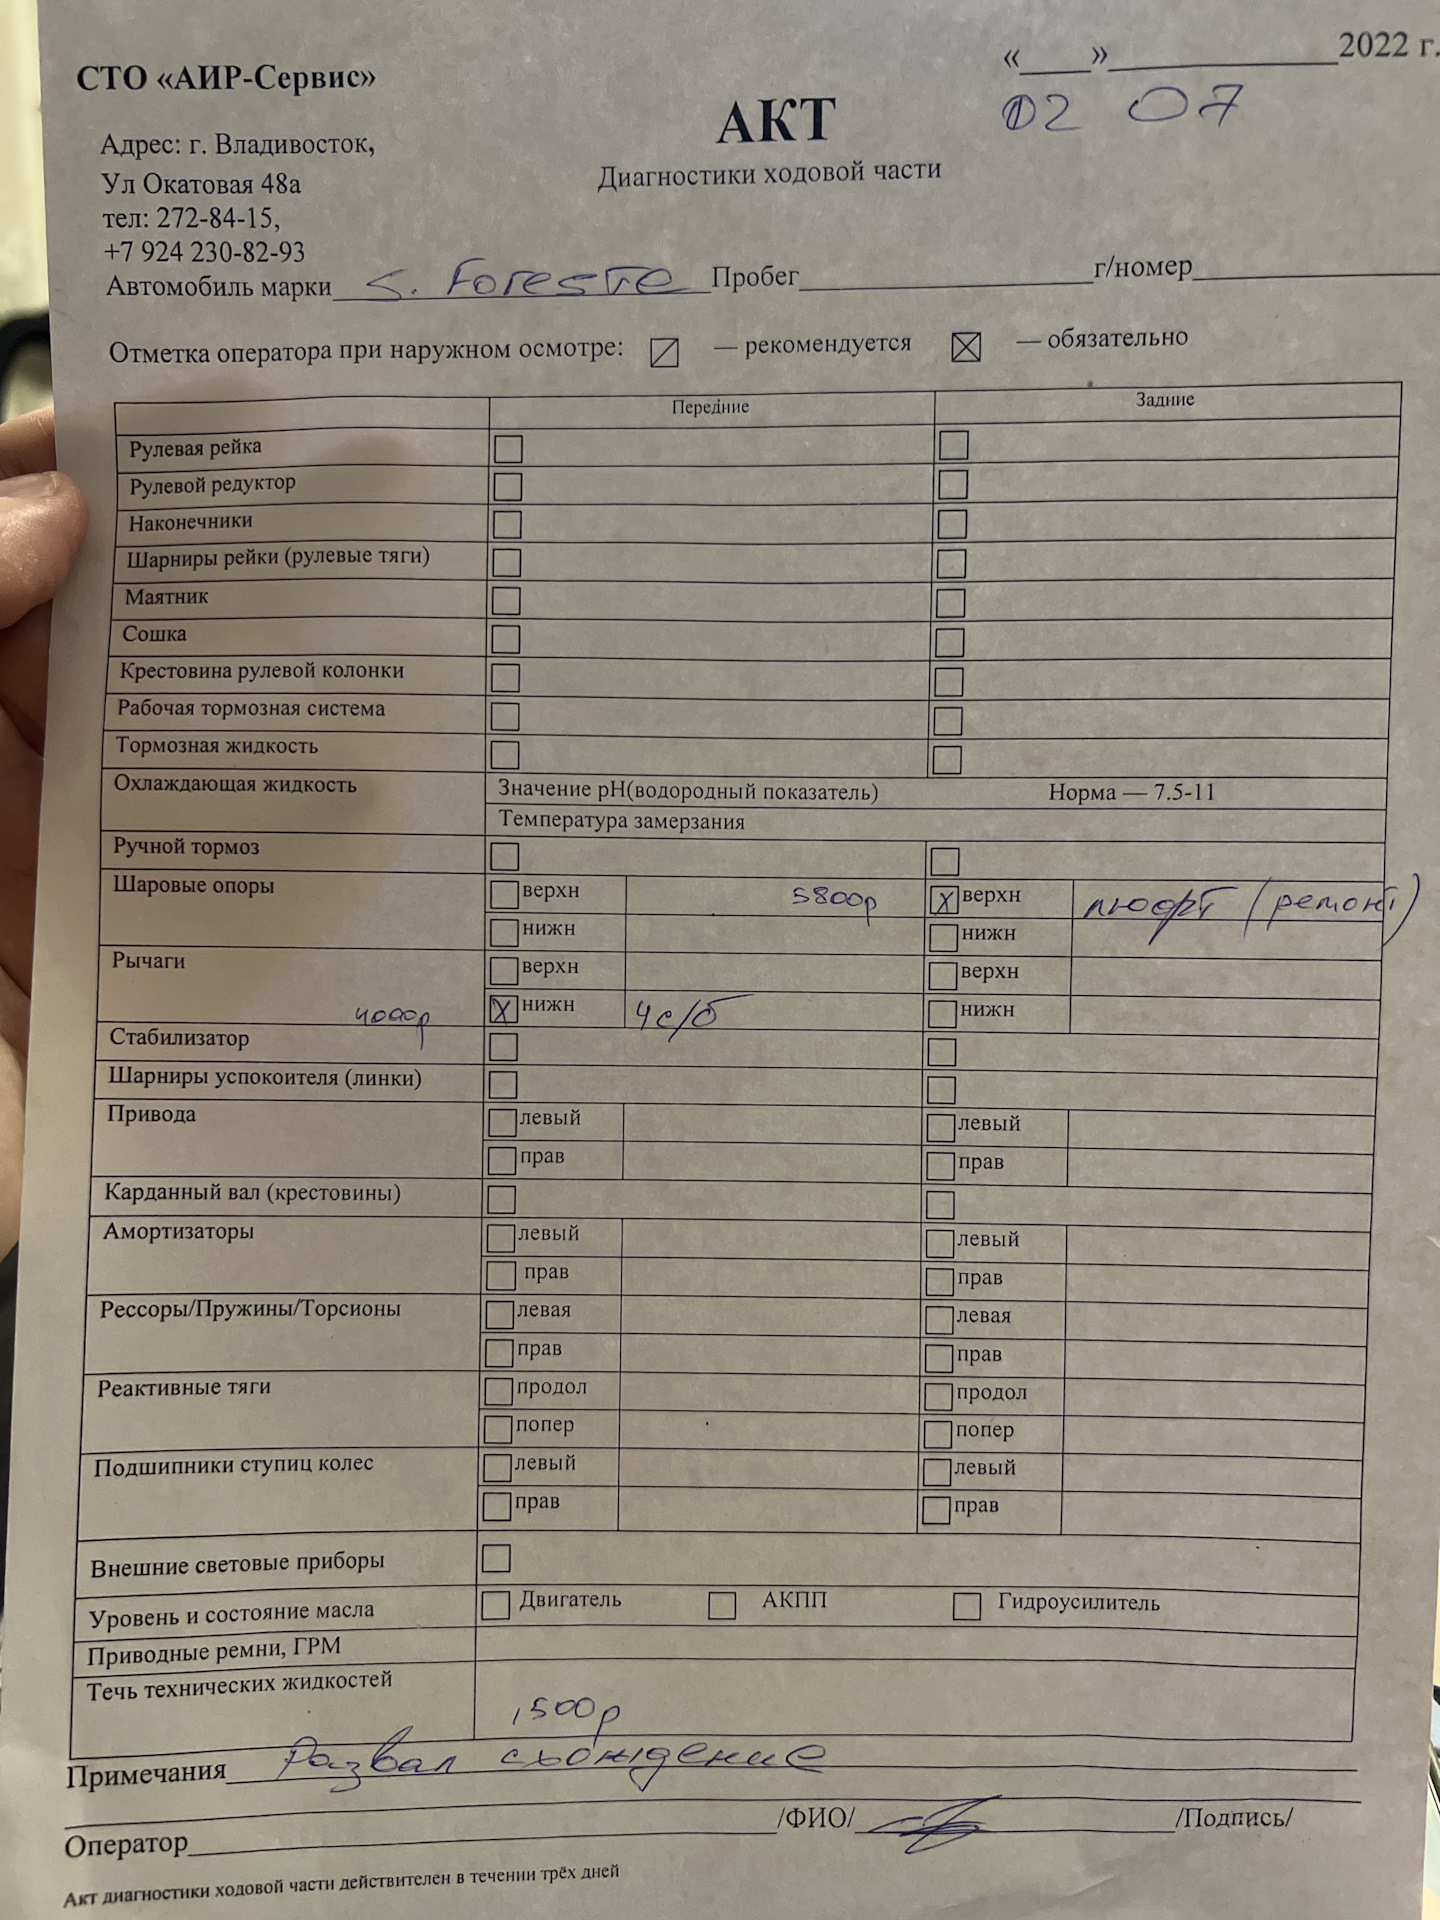 «___»____________2022 г.
СТО «АИР-Сервис»
02 07
АКТ
Диагностики ходовой части
Адрес: г. Владивосток,
Ул Окатовая 48а
тел: 272-84-15,
+7 924 230-82-93
Автомобиль марки S. Foreste Пробег г/номер
Отметка оператора при наружном осмотре: — рекомендуется — обязательно
Передние Задние
Рулевая рейка
Рулевой редуктор
Наконечники
Шарниры рейки (рулевые тяги)
Маятник
Сошка
Крестовина рулевой колонки
Рабочая тормозная система
Тормозная жидкость
Охлаждающая жидкость Значение pH(водородный показатель) Норма — 7.5-11
Температура замерзания
Ручной тормоз
Шаровые опоры верхн 5800р X верхн люфт (ремонт)
нижн нижн
Рычаги верхн верхн
4000р X нижн 4 с/б нижн
Стабилизатор
Шарниры успокоителя (линки)
Привода левый левый
прав прав
Карданный вал (крестовины)
Амортизаторы левый левый
прав прав
Рессоры/Пружины/Торсионы левая левая
прав прав
Реактивные тяги продол продол
попер попер
Подшипники ступиц колес левый левый
прав прав
Внешние световые приборы
Уровень и состояние масла Двигатель АКПП Гидроусилитель
Приводные ремни, ГРМ
Течь технических жидкостей
1500р
Примечания Развал схождение
Оператор /ФИО/ /Подпись/
Акт диагностики ходовой части действителен в течении трёх дней